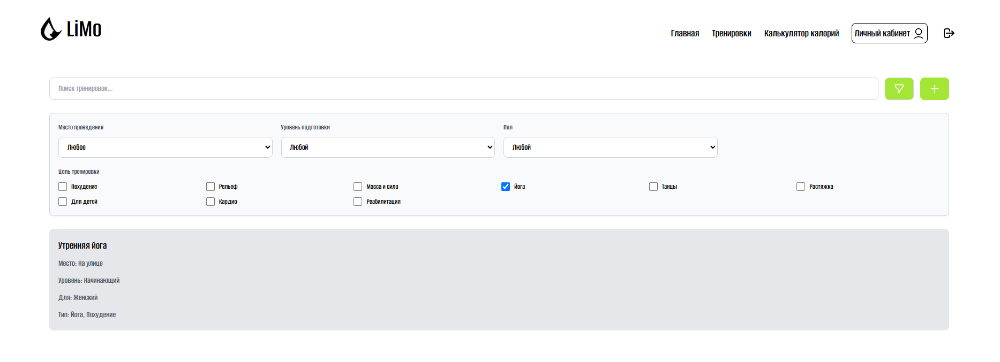 LiMo
Главная Тренировки Калькулятор калорий Личный кабинет
Поиск тренировок...
Место проведения Уровень подготовки Пол
Любое Любой Любой
Цель тренировки
Похудение Рельеф Масса и сила Йога Танцы Растяжка
Для детей Кардио Реабилитация
Утренняя йога
Место: На улице
Уровень: Начинающий
Для: Женский
Тип: Йога, Похудение